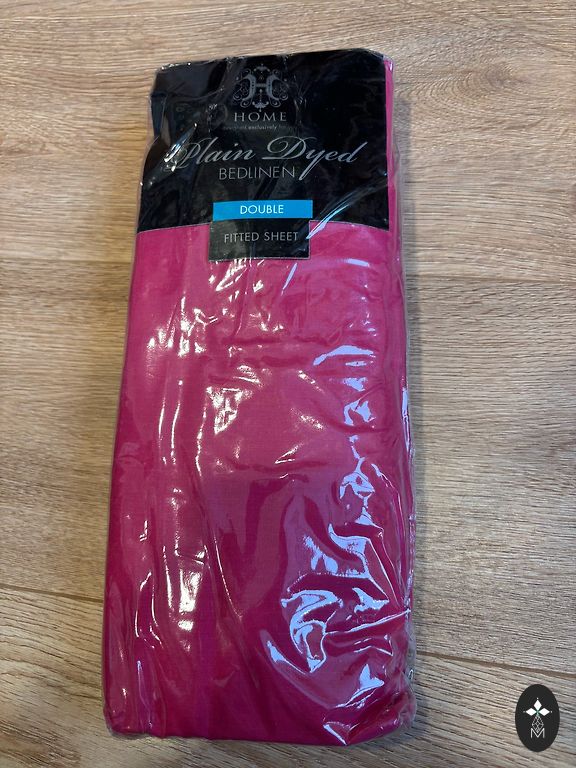 HOME
Plain Dyed
BEDLINEN
DOUBLE
FITTED SHEET